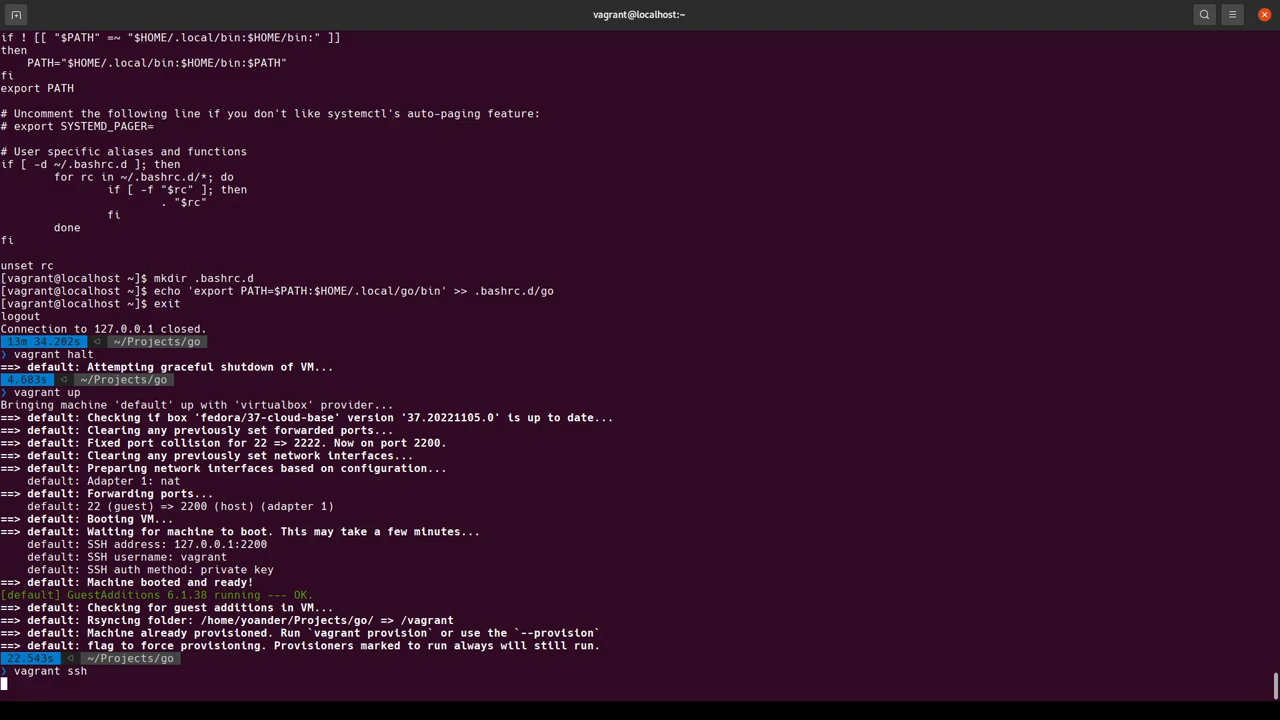 vagrant@localhost:~
if ! [[ "$PATH" =~ "$HOME/.local/bin:$HOME/bin:" ]]
then
    PATH="$HOME/.local/bin:$HOME/bin:$PATH"
fi
export PATH

# Uncomment the following line if you don't like systemctl's auto-paging feature:
# export SYSTEMD_PAGER=

# User specific aliases and functions
if [ -d ~/.bashrc.d ]; then
        for rc in ~/.bashrc.d/*; do
                if [ -f "$rc" ]; then
                        . "$rc"
                fi
        done
fi

unset rc
[vagrant@localhost ~]$ mkdir .bashrc.d
[vagrant@localhost ~]$ echo 'export PATH=$PATH:$HOME/.local/go/bin' >> .bashrc.d/go
[vagrant@localhost ~]$ exit
logout
Connection to 127.0.0.1 closed.
13m 34.202s ~/Projects/go
❯ vagrant halt
==> default: Attempting graceful shutdown of VM...
4.683s ~/Projects/go
❯ vagrant up
Bringing machine 'default' up with 'virtualbox' provider...
==> default: Checking if box 'fedora/37-cloud-base' version '37.20221105.0' is up to date...
==> default: Clearing any previously set forwarded ports...
==> default: Fixed port collision for 22 => 2222. Now on port 2200.
==> default: Clearing any previously set network interfaces...
==> default: Preparing network interfaces based on configuration...
    default: Adapter 1: nat
==> default: Forwarding ports...
    default: 22 (guest) => 2200 (host) (adapter 1)
==> default: Booting VM...
==> default: Waiting for machine to boot. This may take a few minutes...
    default: SSH address: 127.0.0.1:2200
    default: SSH username: vagrant
    default: SSH auth method: private key
==> default: Machine booted and ready!
[default] GuestAdditions 6.1.38 running --- OK.
==> default: Checking for guest additions in VM...
==> default: Rsyncing folder: /home/yoander/Projects/go/ => /vagrant
==> default: Machine already provisioned. Run `vagrant provision` or use the `--provision`
==> default: flag to force provisioning. Provisioners marked to run always will still run.
22.543s ~/Projects/go
❯ vagrant ssh